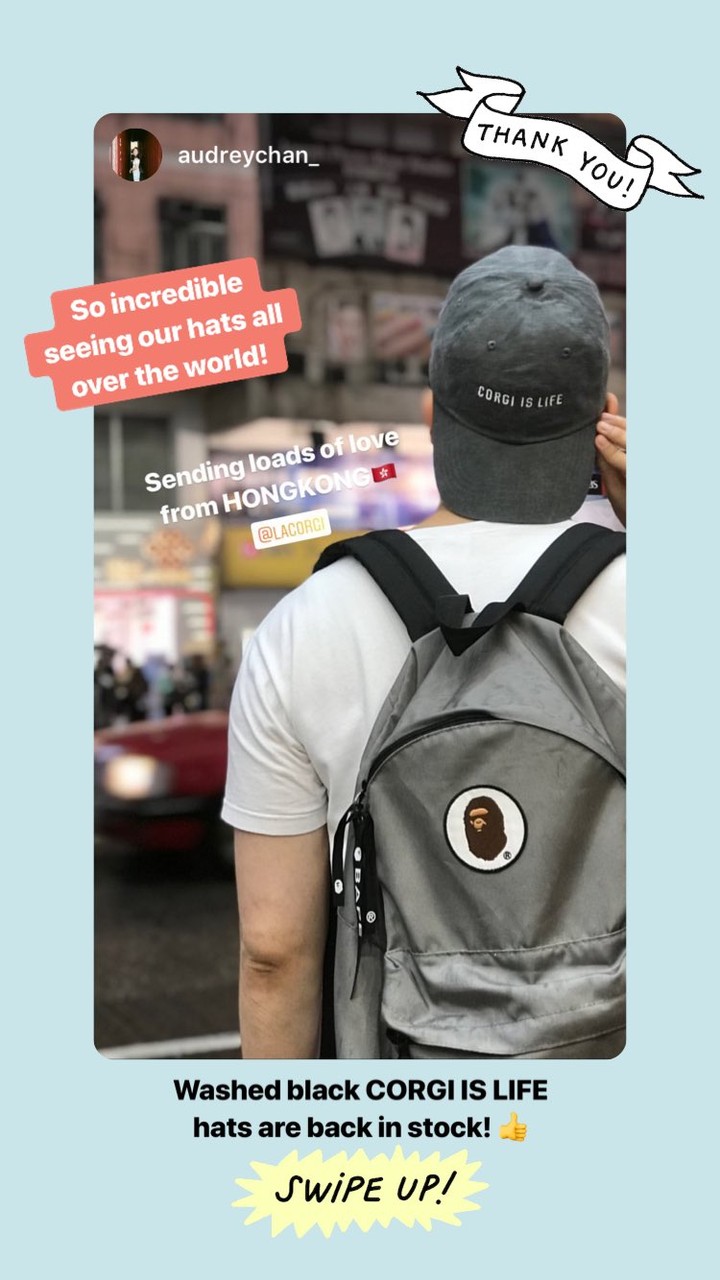 THANK YOU!
audreychan_
So incredible
seeing our hats all
over the world!
CORGI IS LIFE
Sending loads of love
from HONGKONG🇭🇰
@LACORGI
BAPE
®
®
Washed black CORGI IS LIFE
hats are back in stock! 👍
SWIPE UP!